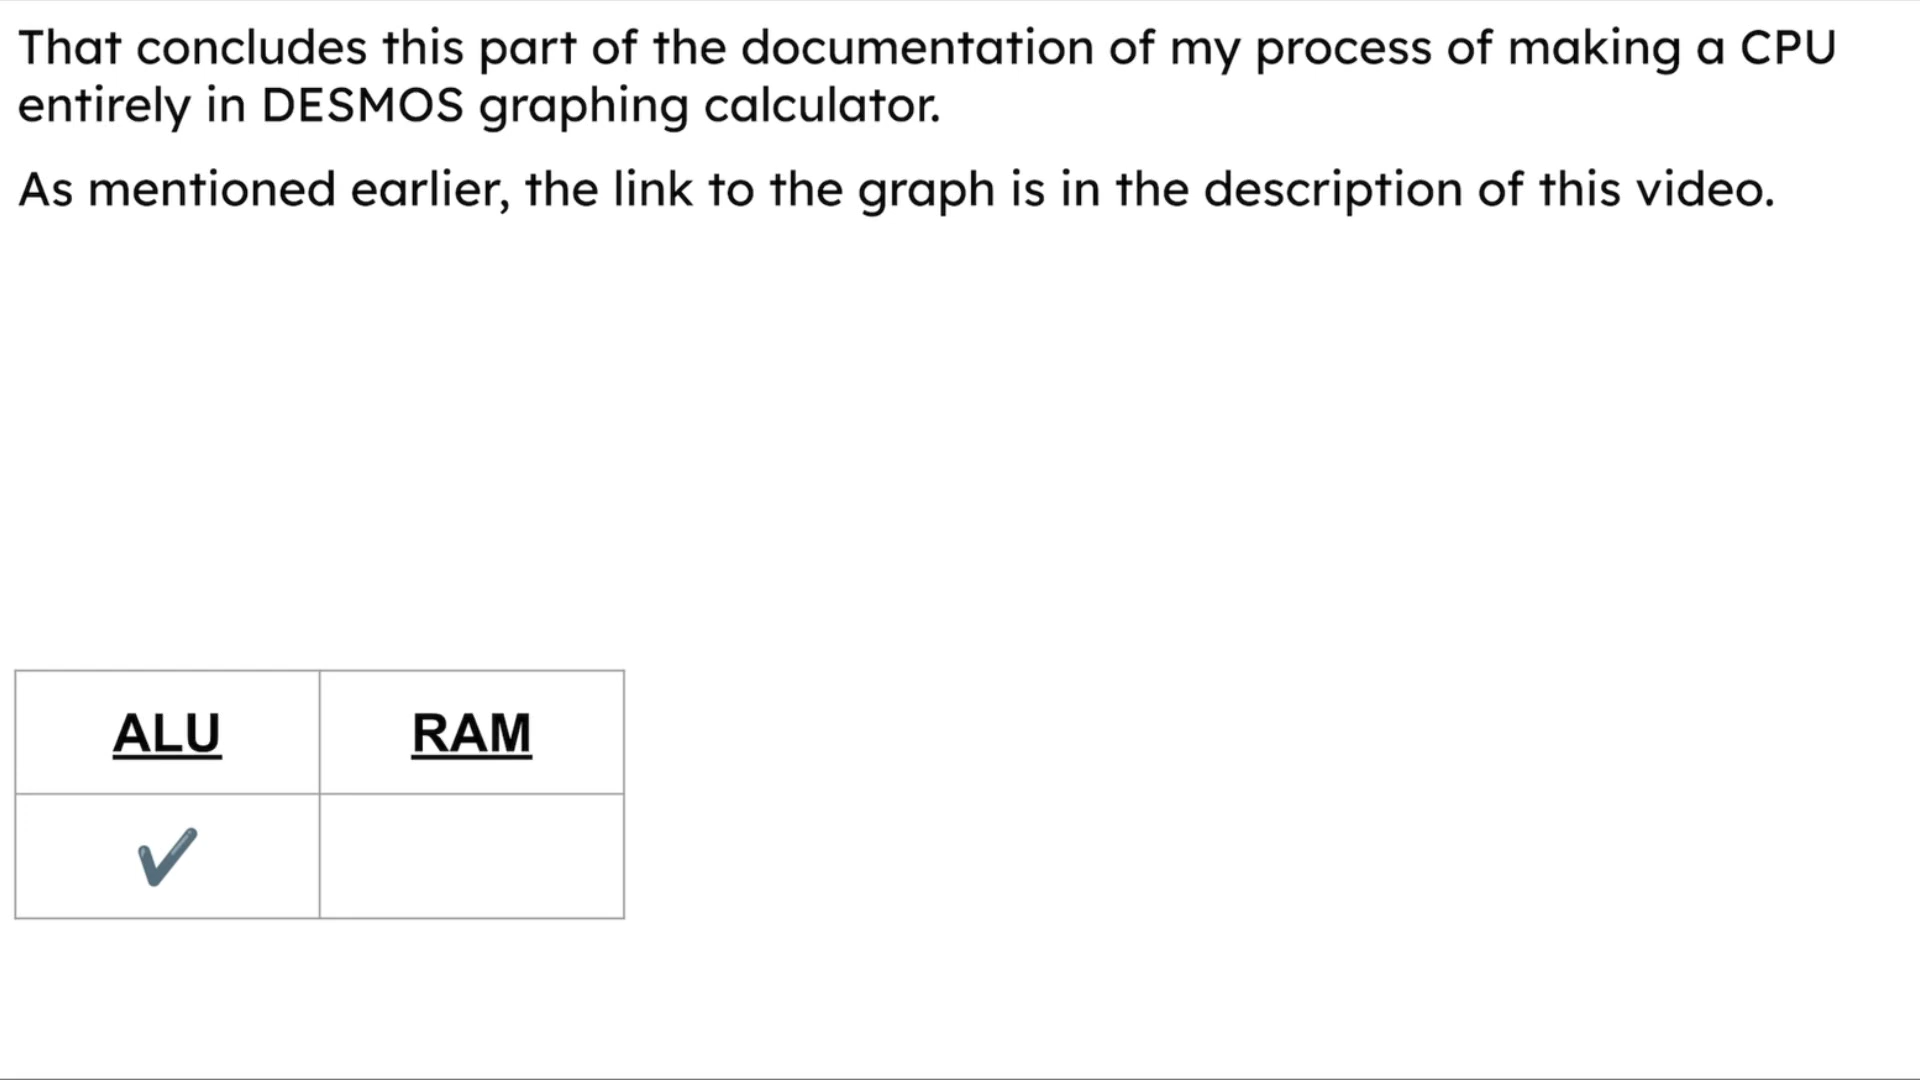 That concludes this part of the documentation of my process of making a CPU
entirely in DESMOS graphing calculator.
As mentioned earlier, the link to the graph is in the description of this video.
ALU RAM
✔